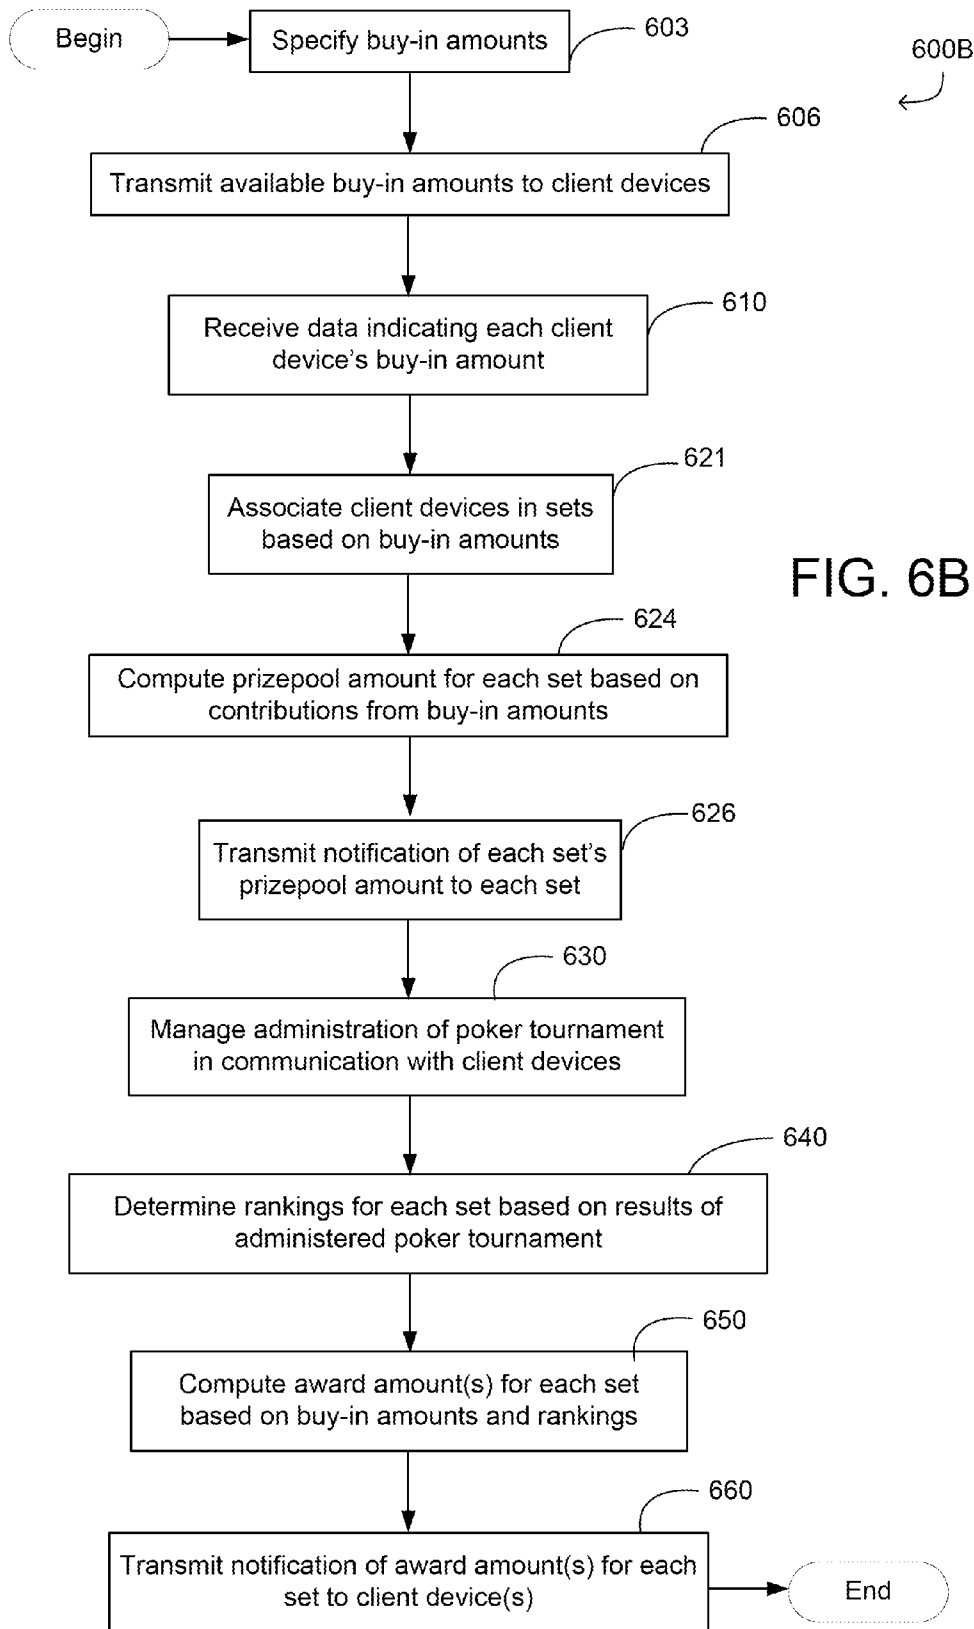 Begin
Specify buy-in amounts
603
600B
606
Transmit available buy-in amounts to client devices
610
Receive data indicating each client
device's buy-in amount
621
Associate client devices in sets
based on buy-in amounts
FIG. 6B
624
Compute prizepool amount for each set based on
contributions from buy-in amounts
626
Transmit notification of each set's
prizepool amount to each set
630
Manage administration of poker tournament
in communication with client devices
640
Determine rankings for each set based on results of
administered poker tournament
650
Compute award amount(s) for each set
based on buy-in amounts and rankings
660
Transmit notification of award amount(s) for each
set to client device(s)
End